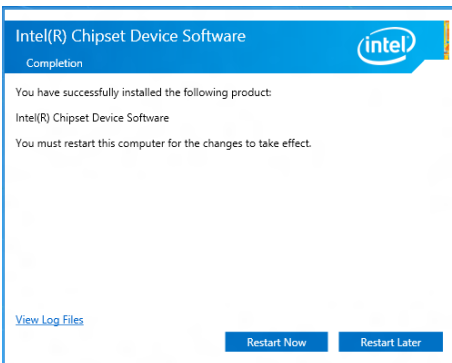 Intel(R) Chipset Device Software
intel
Completion
You have successfully installed the following product:
Intel(R) Chipset Device Software
You must restart this computer for the changes to take effect.
View Log Files
Restart Now
Restart Later